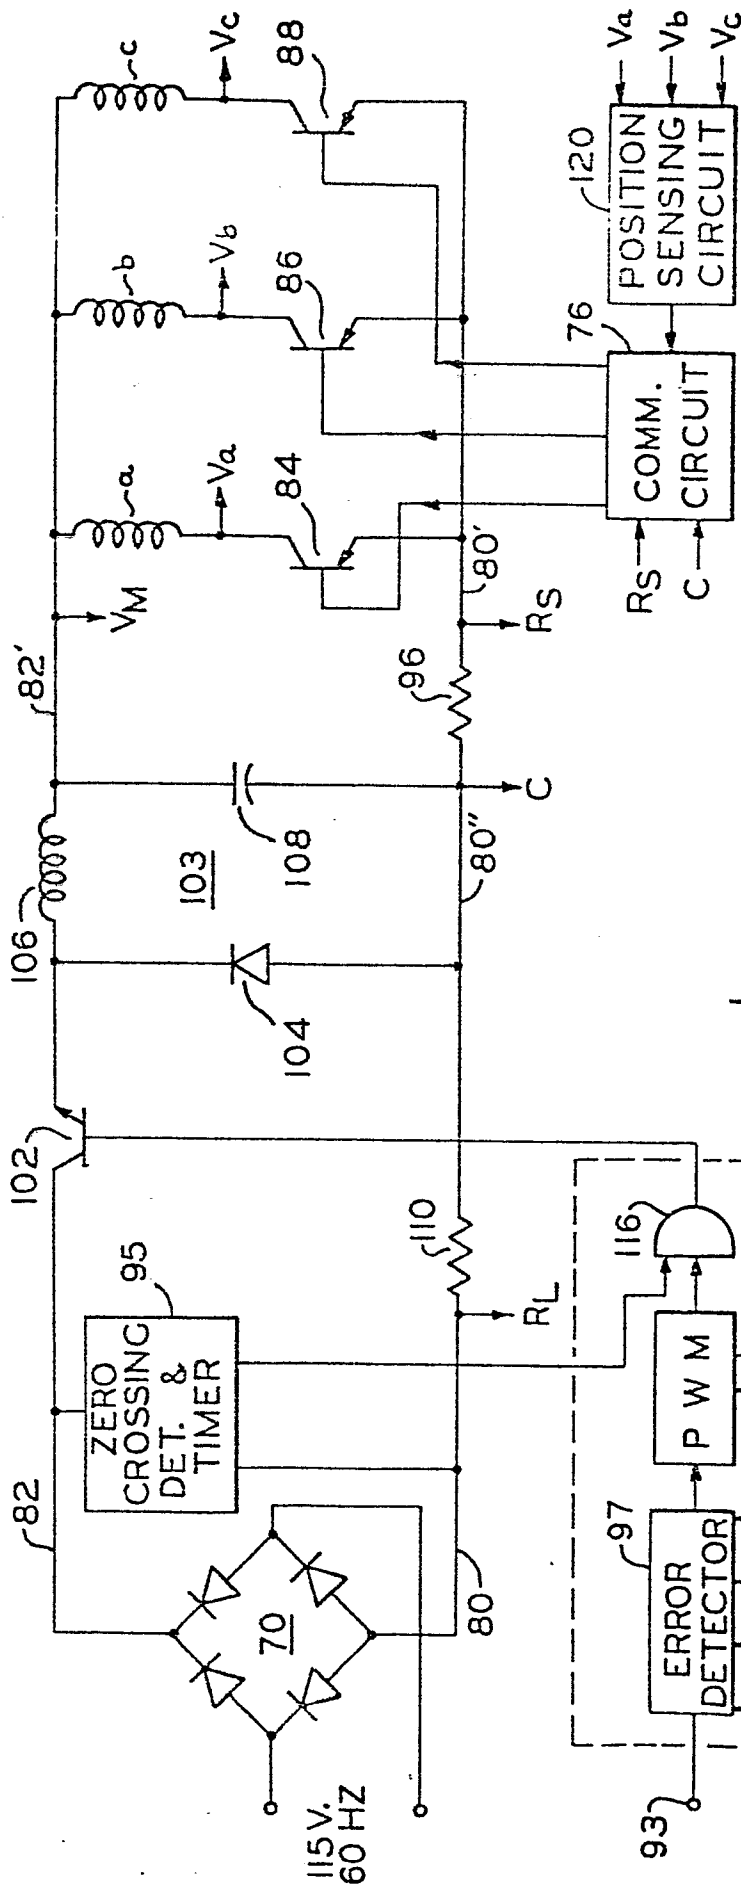 82
ZERO
CROSSING
DET. &
TIMER
95
102
106
82'
VM
a
b
c
Va
Vb
Vc
103
104
108
84
86
88
70
115 V.
60 HZ
80
110
RL
80"
C
96
RS
80'
93
ERROR
DETECTOR
97
PWM
116
RS
C
COMM.
CIRCUIT
76
POSITION
SENSING
CIRCUIT
120
Va
Vb
Vc